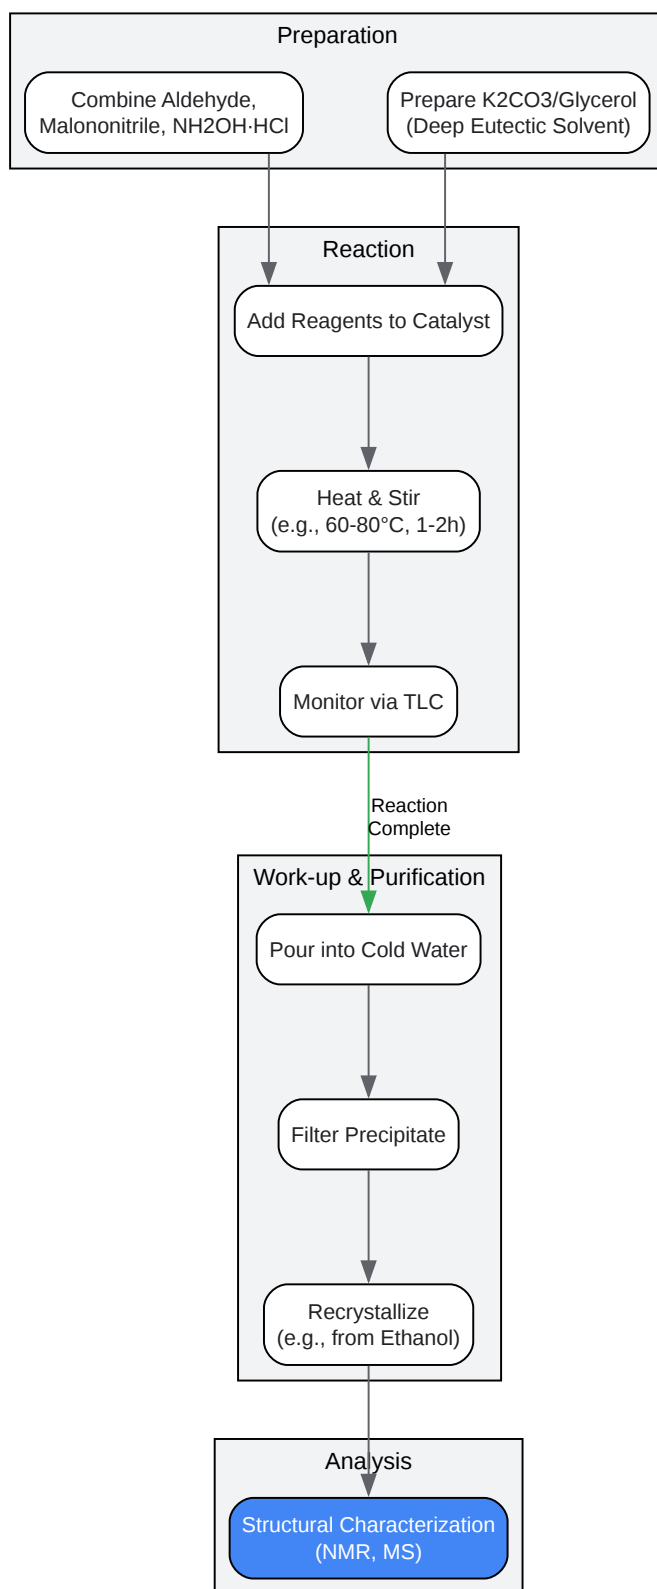 Preparation
Combine Aldehyde,
Malononitrile, NH2OH·HCl
Prepare K2CO3/Glycerol
(Deep Eutectic Solvent)
Reaction
Add Reagents to Catalyst
Heat & Stir
(e.g., 60-80°C, 1-2h)
Monitor via TLC
Reaction
Complete
Work-up & Purification
Pour into Cold Water
Filter Precipitate
Recrystallize
(e.g., from Ethanol)
Analysis
Structural Characterization
(NMR, MS)